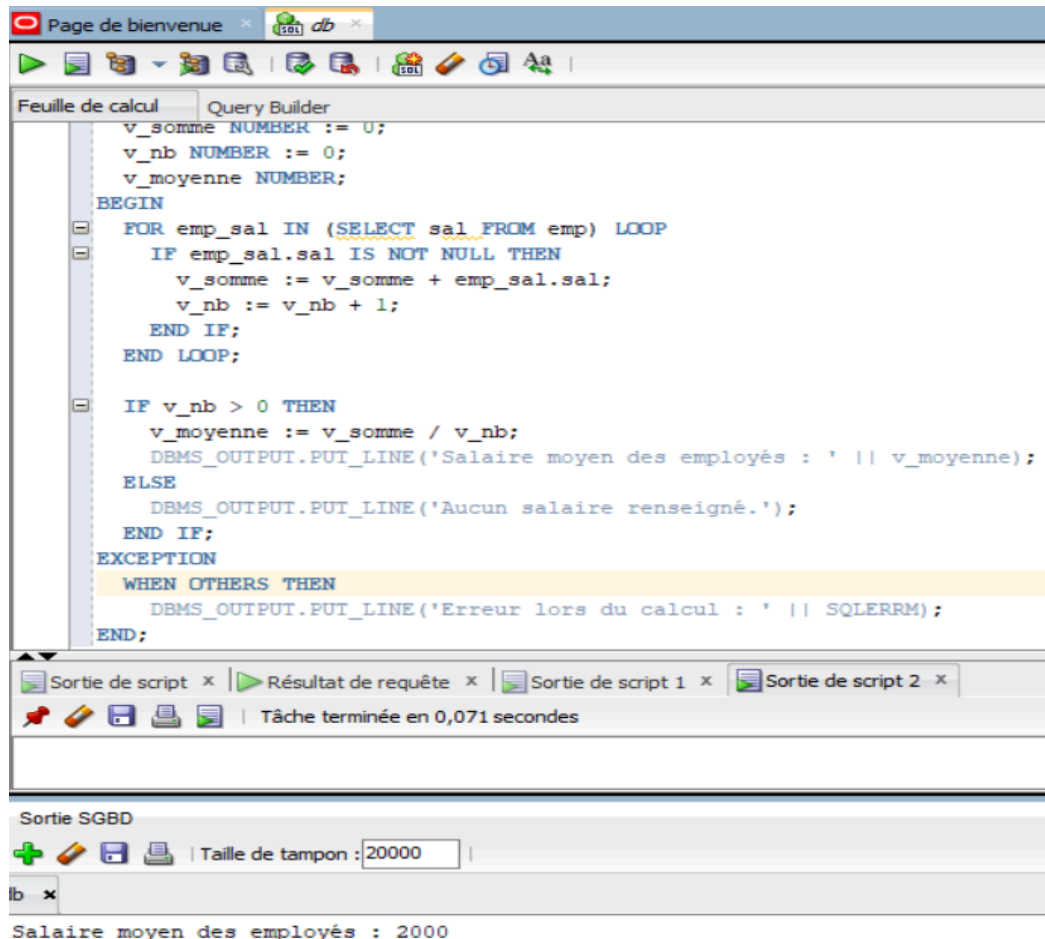 Page de bienvenue
db
Feuille de calcul
Query Builder
v_somme NUMBER := 0;
v_nb NUMBER := 0;
v_moyenne NUMBER;
BEGIN
FOR emp_sal IN (SELECT sal FROM emp) LOOP
IF emp_sal.sal IS NOT NULL THEN
v_somme := v_somme + emp_sal.sal;
v_nb := v_nb + 1;
END IF;
END LOOP;
IF v_nb > 0 THEN
v_moyenne := v_somme / v_nb;
DBMS_OUTPUT.PUT_LINE('Salaire moyen des employés : ' || v_moyenne);
ELSE
DBMS_OUTPUT.PUT_LINE('Aucun salaire renseigné.');
END IF;
EXCEPTION
WHEN OTHERS THEN
DBMS_OUTPUT.PUT_LINE('Erreur lors du calcul : ' || SQLERRM);
END;
Sortie de script
Résultat de requête
Sortie de script 1
Sortie de script 2
Tâche terminée en 0,071 secondes
Sortie SGBD
Taille de tampon : 20000
db
Salaire moyen des employés : 2000